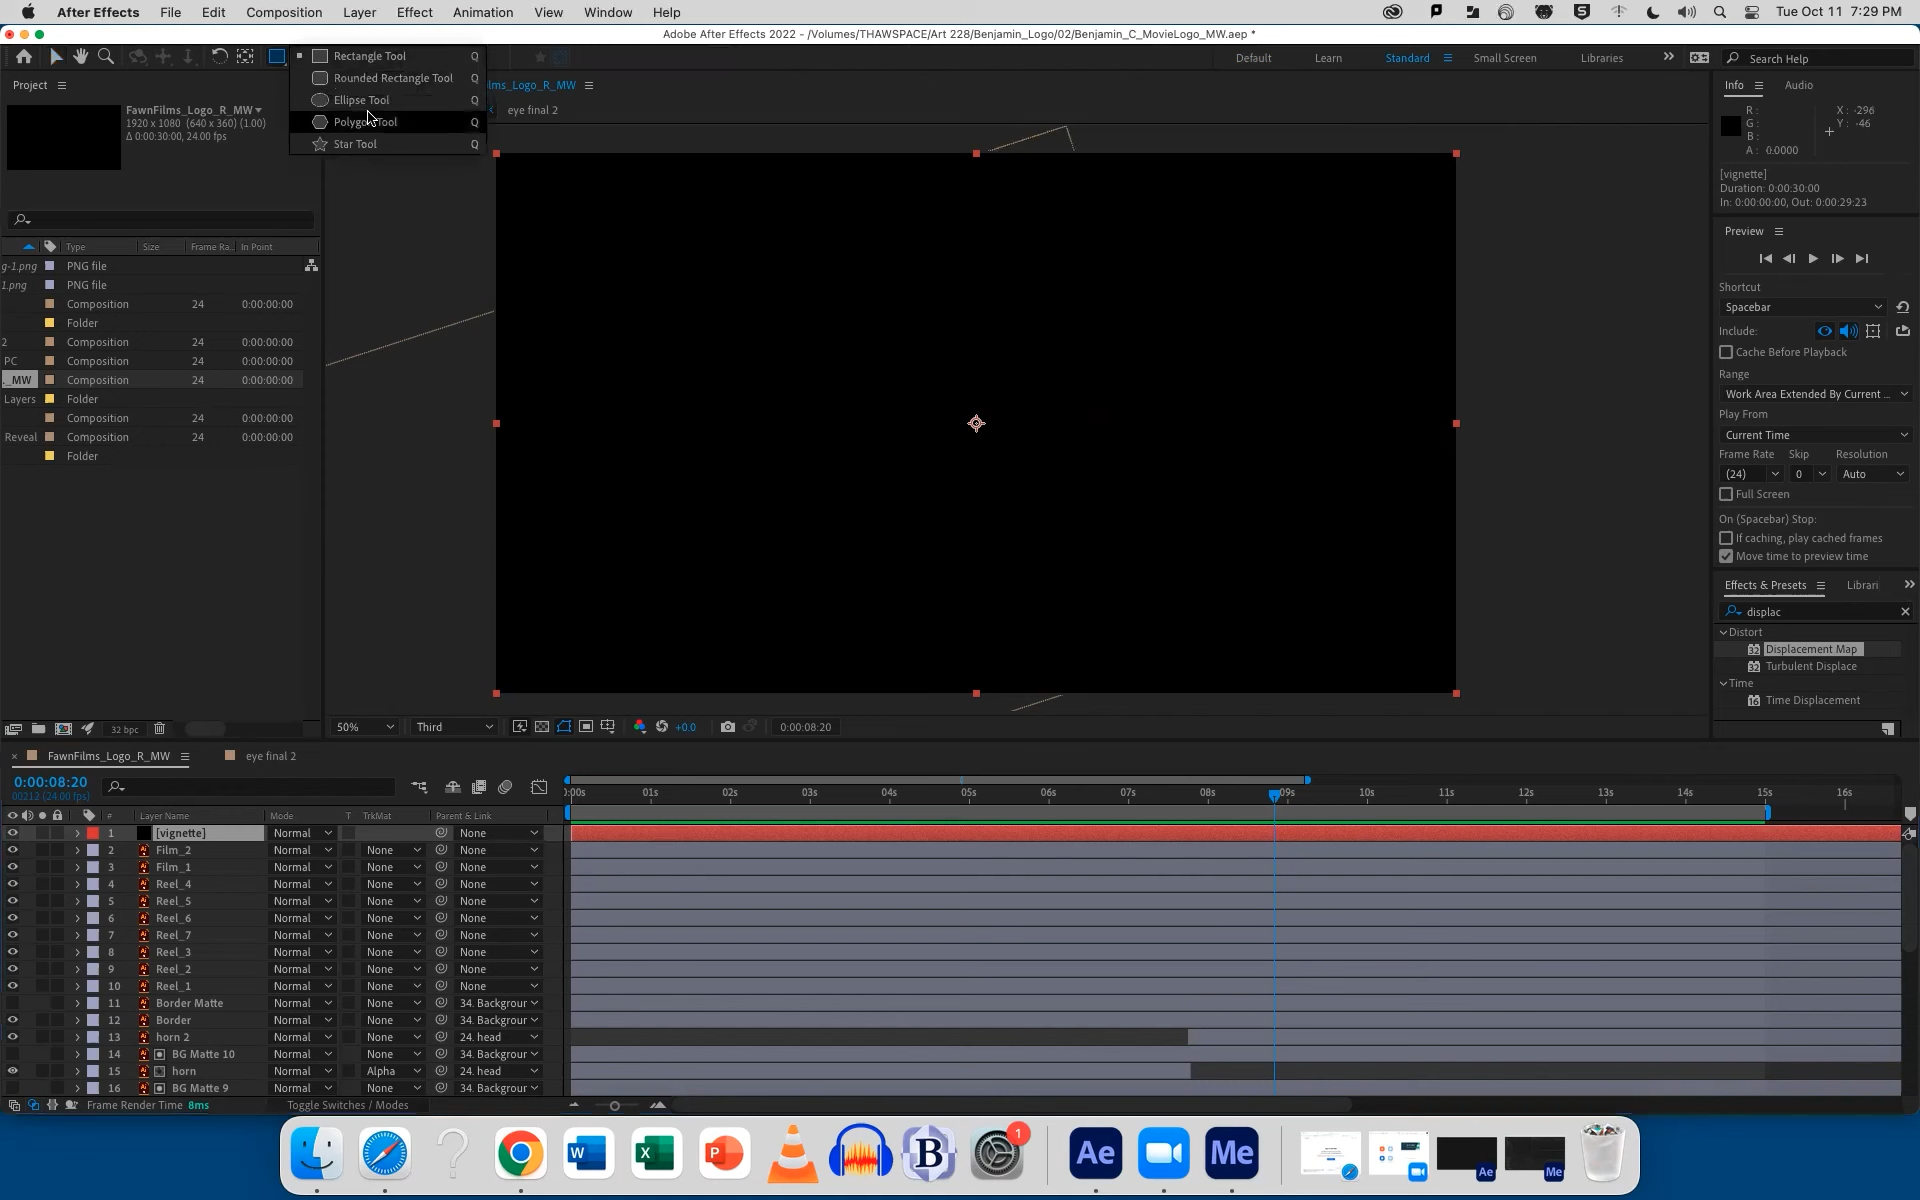 After Effects File Edit Composition Layer Effect Animation View Window Help Tue Oct 11 7:29 PM
Adobe After Effects 2022 - /Volumes/THAWSPACE/Art 228/Benjamin_Logo/02/Benjamin_C_MovieLogo_MW.aep *
Rectangle Tool Q
Rounded Rectangle Tool Q
Ellipse Tool Q
Star Tool Q
Default Learn Standard Small Screen Libraries Search Help
Project
lms_Logo_R_MW
eye final 2
FawnFilms_Logo_R_MW
1920 x 1080 (640 x 360) (1.00)
Δ 0:00:30:00, 24.00 fps
Type Size Frame Ra.. In Point
g-1.png PNG file
1.png PNG file
Composition 24 0:00:00:00
Folder
2 Composition 24 0:00:00:00
PC Composition 24 0:00:00:00
._MW Composition 24 0:00:00:00
Layers Folder
Composition 24 0:00:00:00
Reveal Composition 24 0:00:00:00
Folder
32 bpc
50% Third +0.0 0:00:08:20
Info Audio
R : X : -296
G : Y : -46
B :
A : 0.0000
[vignette]
Duration: 0:00:30:00
In: 0:00:00:00, Out: 0:00:29:23
Preview
Shortcut
Spacebar
Include:
Cache Before Playback
Range
Work Area Extended By Current ...
Play From
Current Time
Frame Rate Skip Resolution
(24) 0 Auto
Full Screen
On (Spacebar) Stop:
If caching, play cached frames
Move time to preview time
Effects & Presets Librari
displac
Distort
32 Displacement Map
32 Turbulent Displace
Time
16 Time Displacement
FawnFilms_Logo_R_MW eye final 2
0:00:08:20
00212 (24.00 fps)
:00s 01s 02s 03s 04s 05s 06s 07s 08s 09s 10s 11s 12s 13s 14s 15s 16s
# Layer Name Mode T TrkMat Parent & Link
1 [vignette] Normal None
2 Film_2 Normal None None
3 Film_1 Normal None None
4 Reel_4 Normal None None
5 Reel_5 Normal None None
6 Reel_6 Normal None None
7 Reel_7 Normal None None
8 Reel_3 Normal None None
9 Reel_2 Normal None None
10 Reel_1 Normal None None
11 Border Matte Normal None 34. Backgrour
12 Border Normal None 34. Backgrour
13 horn 2 Normal None 24. head
14 BG Matte 10 Normal None 34. Backgrour
15 horn Normal Alpha 24. head
16 BG Matte 9 Normal None 34. Backgrour
Frame Render Time 8ms Toggle Switches / Modes
? W X P B 1 Ae Me Ae Me